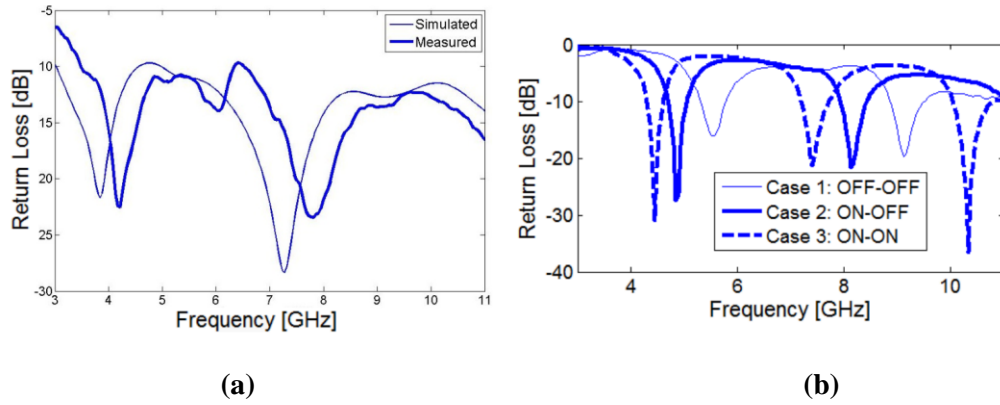 -5
10
15
20
25
-30
Return Loss [dB]
3 4 5 6 7 8 9 10 11
Frequency [GHz]
Simulated
Measured
(a)
0
-10
-20
-30
-40
Return Loss [dB]
4 6 8 10
Frequency [GHz]
Case 1: OFF-OFF
Case 2: ON-OFF
Case 3: ON-ON
(b)